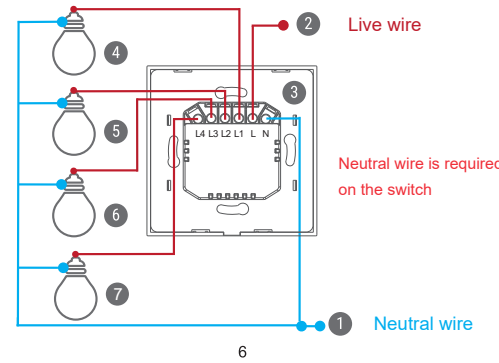 2 Live wire
4
3
L4 L3 L2 L1 L N
5
Neutral wire is required
on the switch
6
7
1 Neutral wire
6